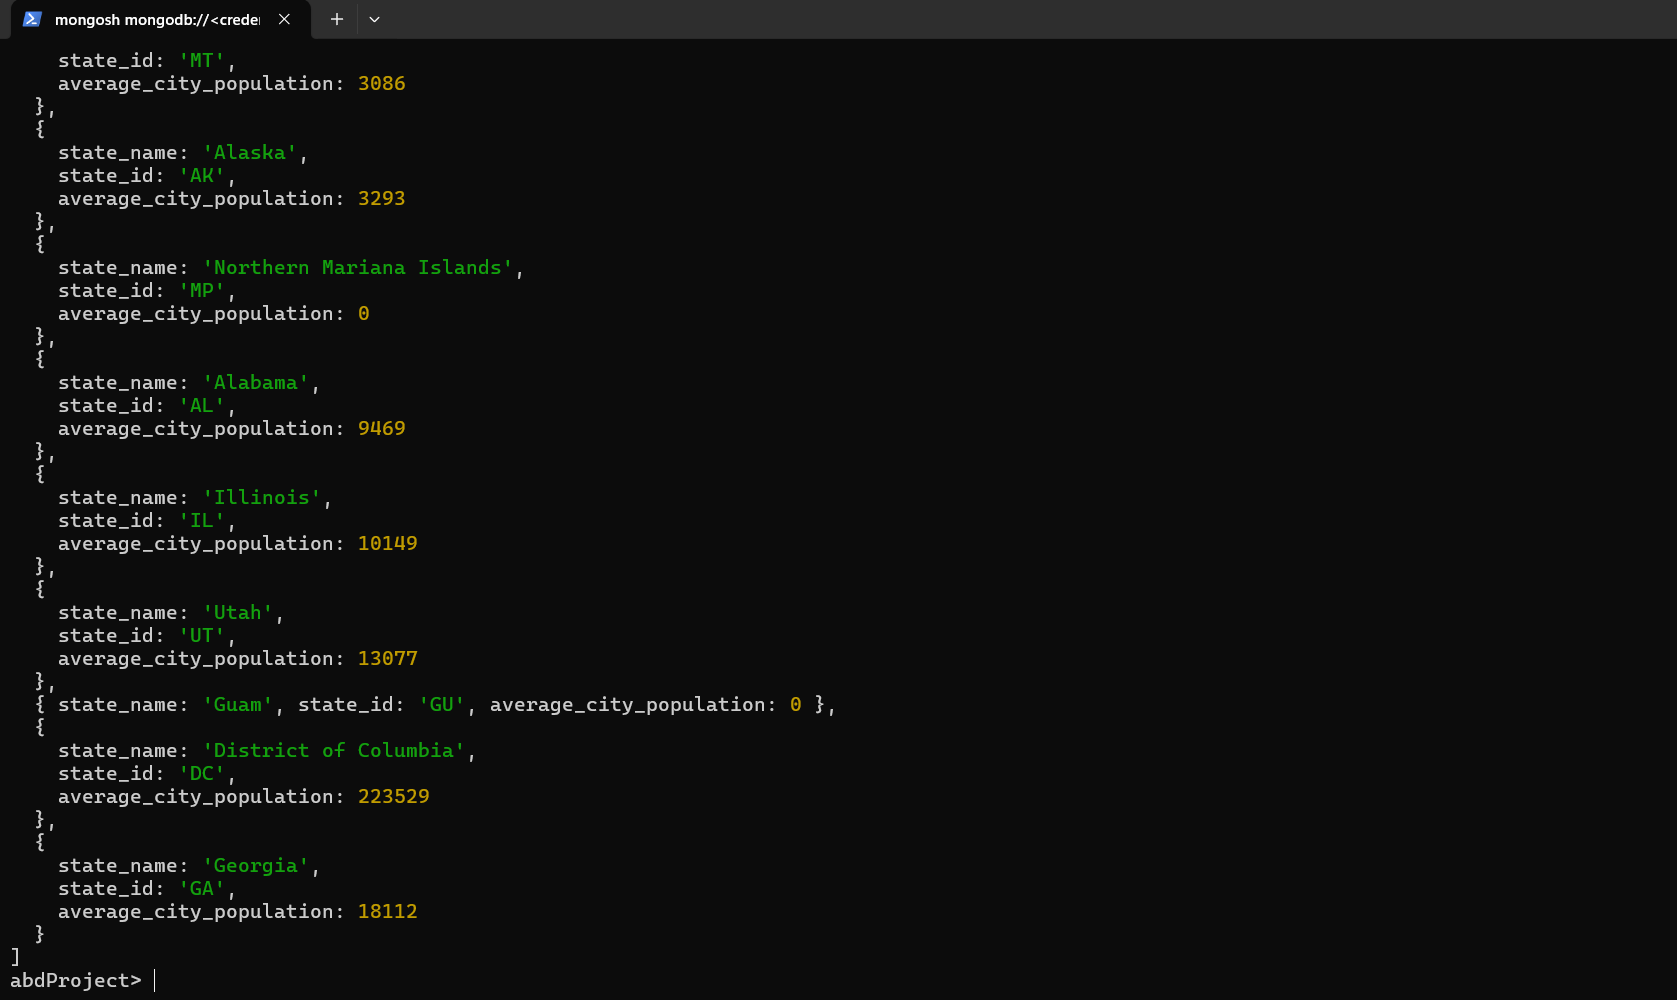 mongosh mongodb://<creder
state_id: 'MT',
average_city_population: 3086
},
{
state_name: 'Alaska',
state_id: 'AK',
average_city_population: 3293
},
{
state_name: 'Northern Mariana Islands',
state_id: 'MP',
average_city_population: 0
},
{
state_name: 'Alabama',
state_id: 'AL',
average_city_population: 9469
},
{
state_name: 'Illinois',
state_id: 'IL',
average_city_population: 10149
},
{
state_name: 'Utah',
state_id: 'UT',
average_city_population: 13077
},
{ state_name: 'Guam', state_id: 'GU', average_city_population: 0 },
{
state_name: 'District of Columbia',
state_id: 'DC',
average_city_population: 223529
},
{
state_name: 'Georgia',
state_id: 'GA',
average_city_population: 18112
}
]
abdProject>